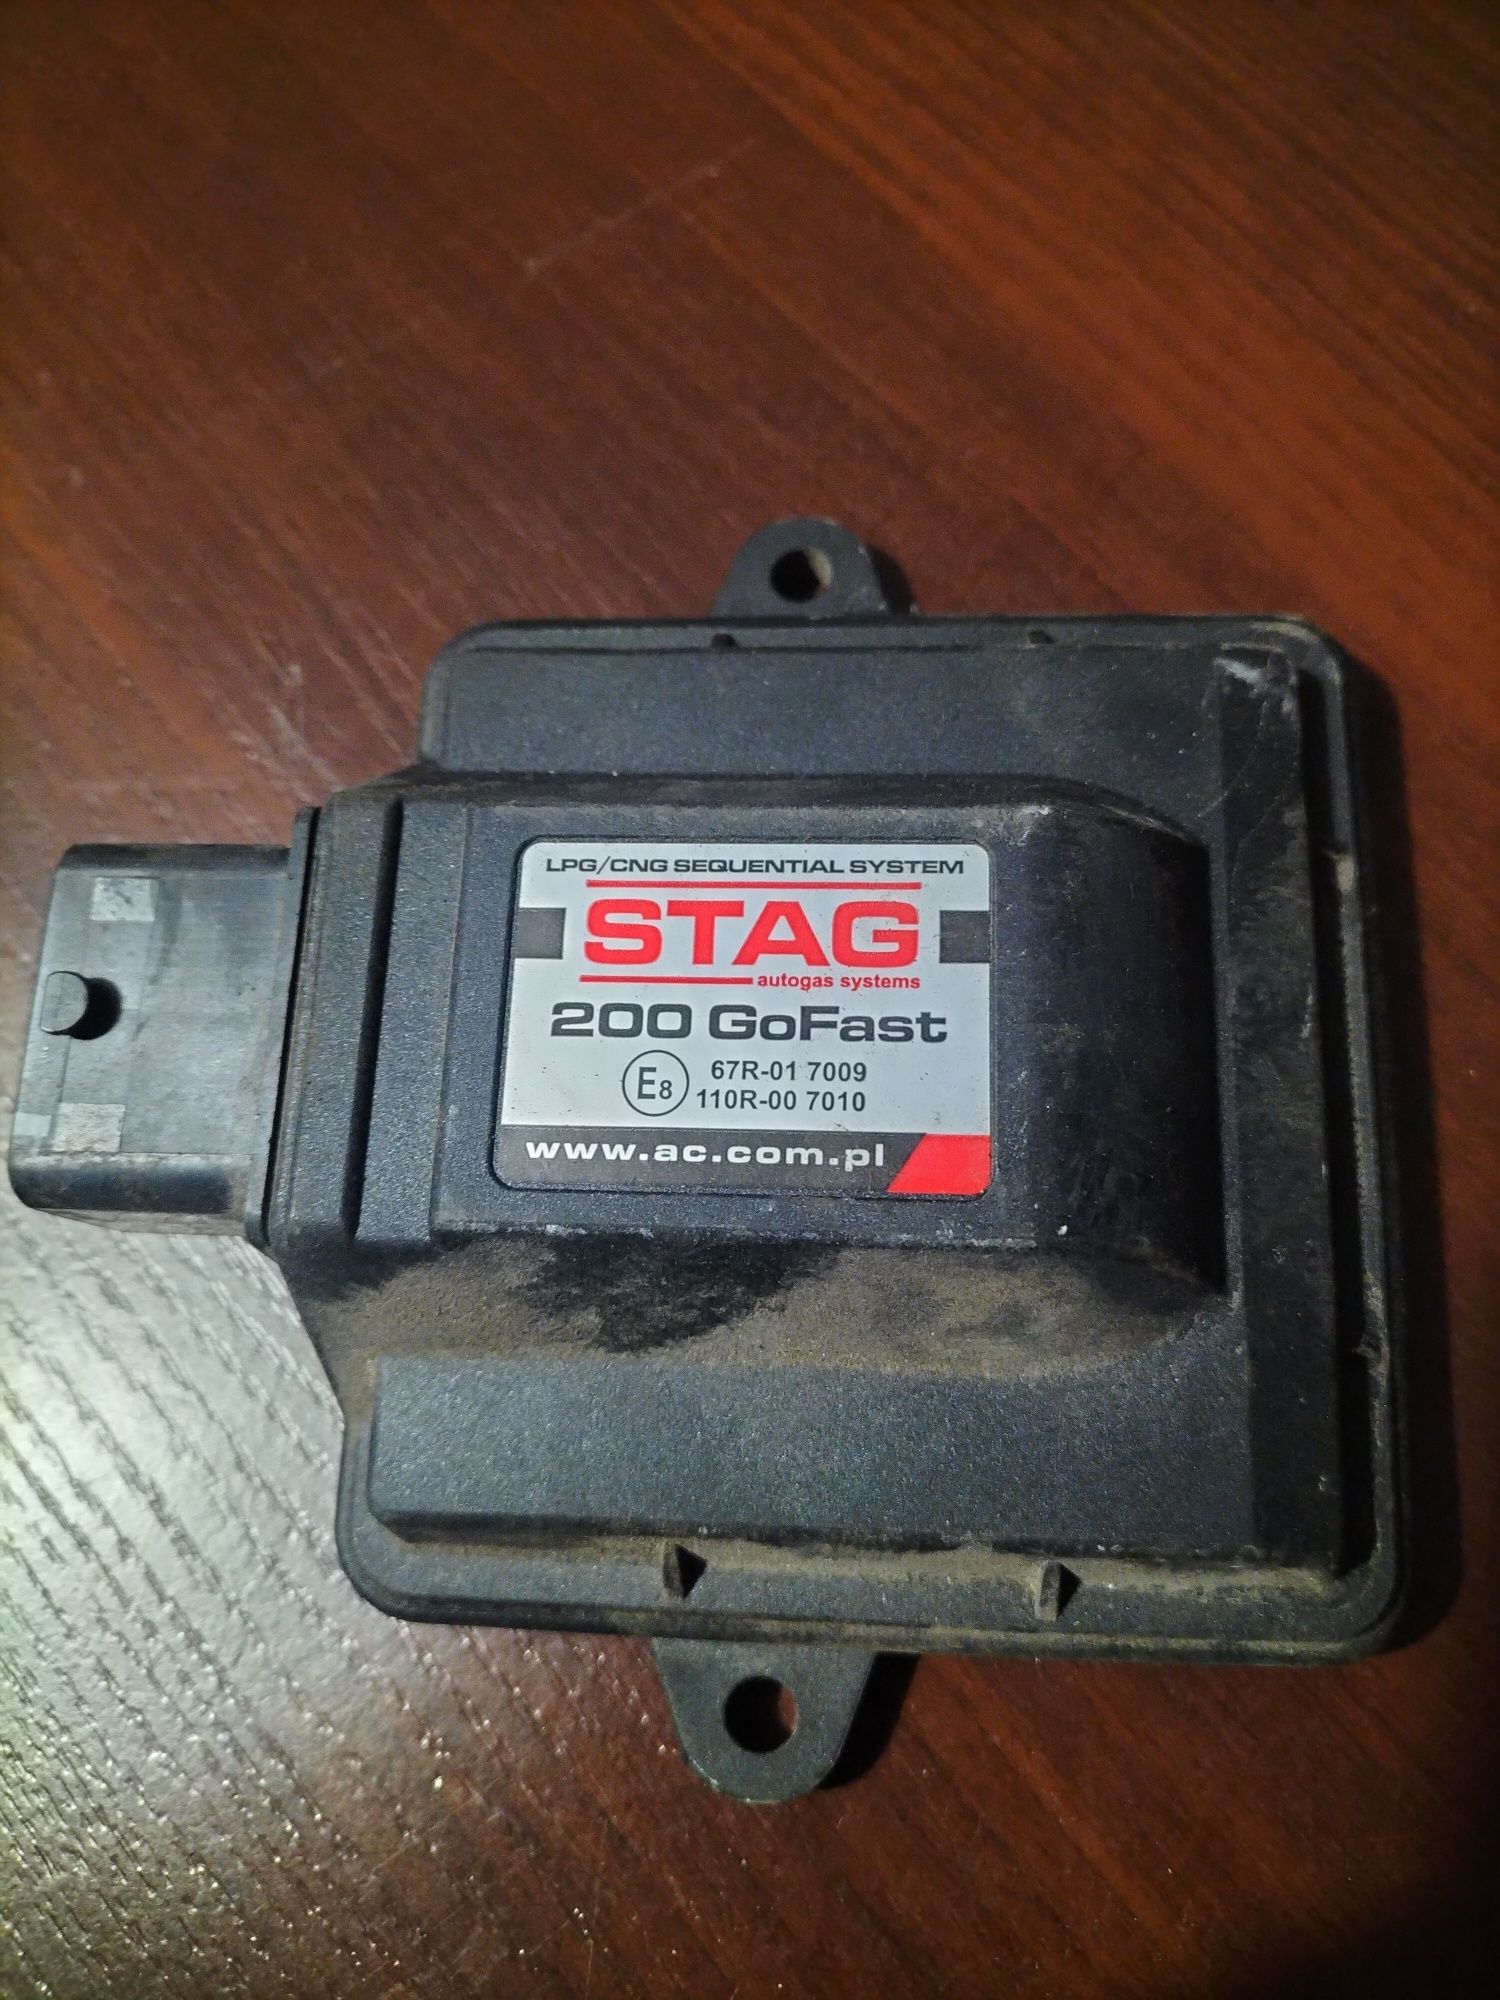 LPG/CNG SEQUENTIAL SYSTEM
STAG
autogas systems
200 GoFast
E8 67R-01 7009
110R-00 7010
www.ac.com.pl